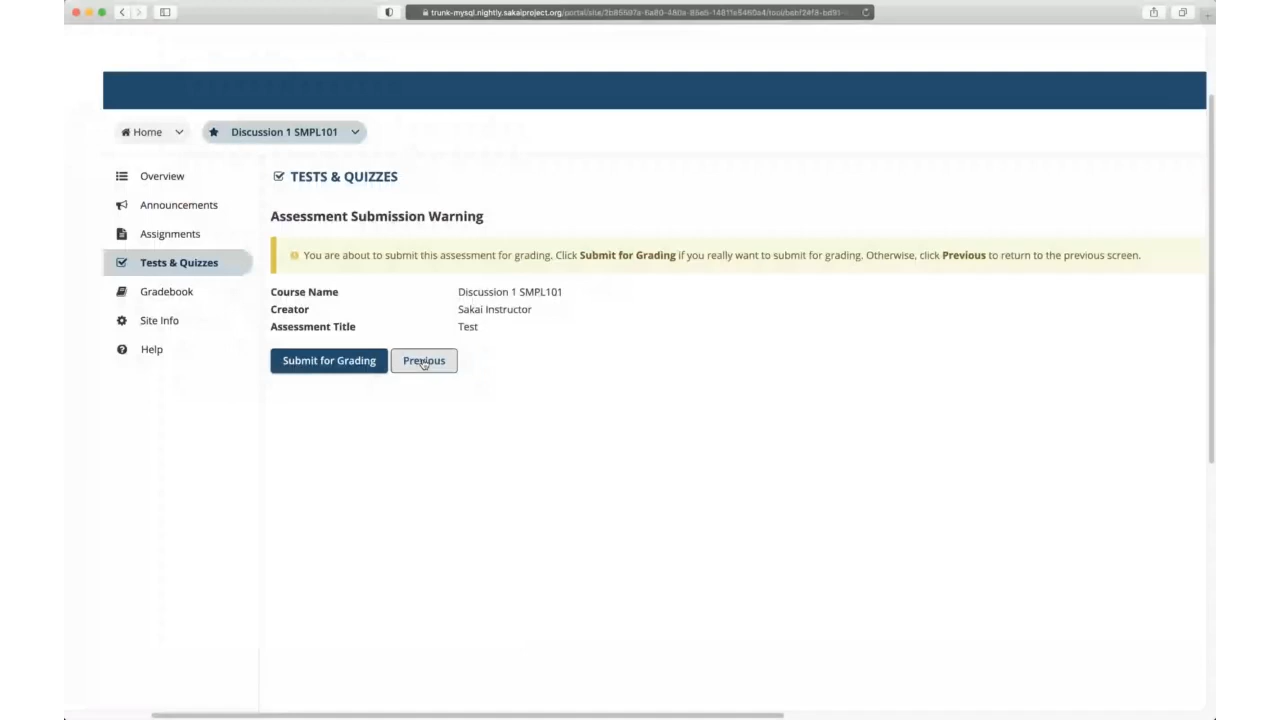 trunk-mysql.nightly.sakaiproject.org/portal/site/
Home
Discussion 1 SMPL101
Overview
Announcements
Assignments
Tests & Quizzes
Gradebook
Site Info
Help
TESTS & QUIZZES
Assessment Submission Warning
You are about to submit this assessment for grading. Click Submit for Grading if you really want to submit for grading. Otherwise, click Previous to return to the previous screen.
Course Name Discussion 1 SMPL101
Creator Sakai Instructor
Assessment Title Test
Submit for Grading Previous